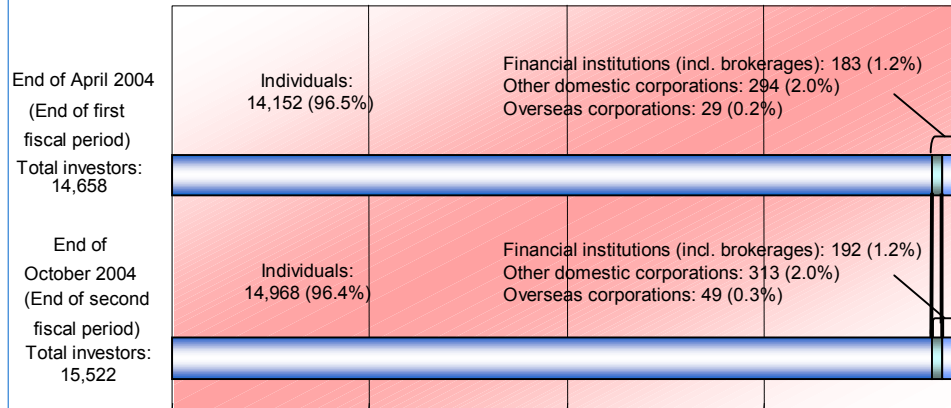 End of April 2004
(End of first
fiscal period)
Total investors:
14,658
Individuals:
14,152 (96.5%)
Financial institutions (incl. brokerages): 183 (1.2%)
Other domestic corporations: 294 (2.0%)
Overseas corporations: 29 (0.2%)
End of
October 2004
(End of second
fiscal period)
Total investors:
15,522
Individuals:
14,968 (96.4%)
Financial institutions (incl. brokerages): 192 (1.2%)
Other domestic corporations: 313 (2.0%)
Overseas corporations: 49 (0.3%)